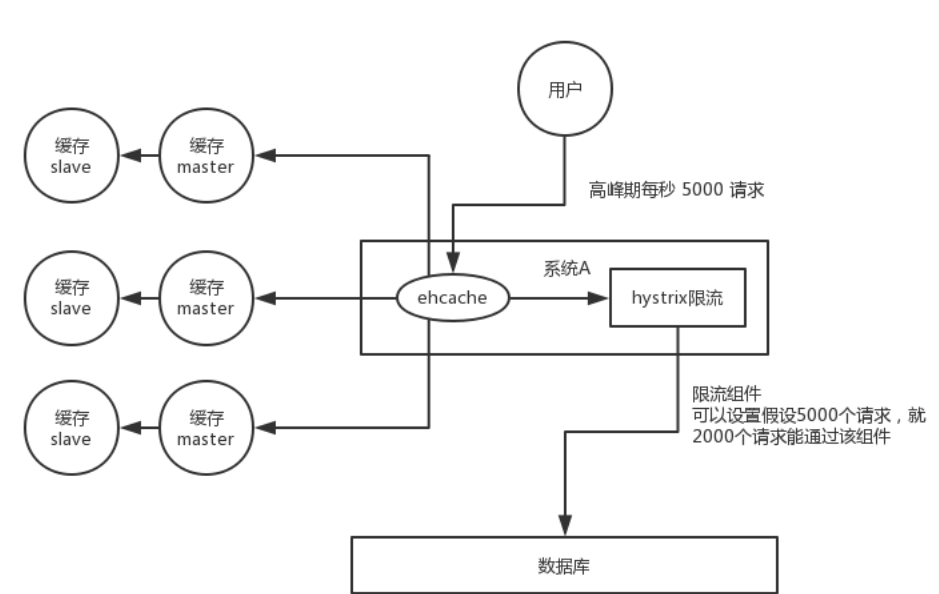 用户
高峰期每秒 5000 请求
缓存
slave
缓存
master
系统A
缓存
slave
缓存
master
ehcache
hystrix限流
限流组件
可以设置假设5000个请求，就
2000个请求能通过该组件
缓存
slave
缓存
master
数据库